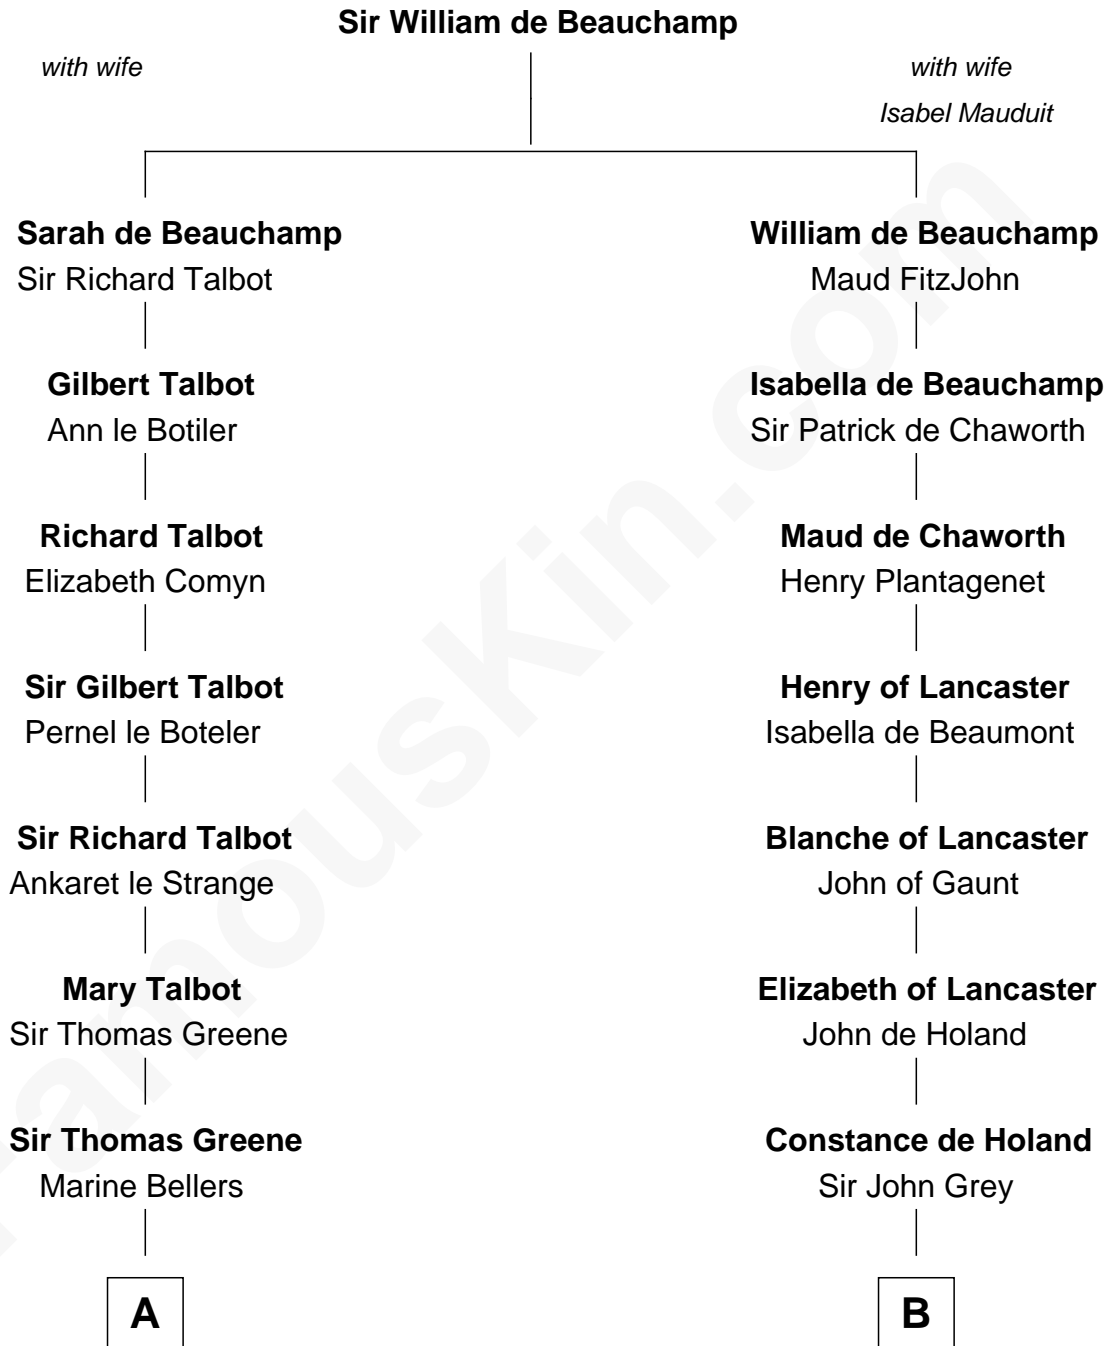 Sir William de Beauchamp
with wife
with wife
Isabel Mauduit
Sarah de Beauchamp
Sir Richard Talbot
William de Beauchamp
Maud FitzJohn
Gilbert Talbot
Ann le Botiler
Isabella de Beauchamp
Sir Patrick de Chaworth
Richard Talbot
Elizabeth Comyn
Maud de Chaworth
Henry Plantagenet
Sir Gilbert Talbot
Pernel le Boteler
Henry of Lancaster
Isabella de Beaumont
Sir Richard Talbot
Ankaret le Strange
Blanche of Lancaster
John of Gaunt
Mary Talbot
Sir Thomas Greene
Elizabeth of Lancaster
John de Holand
Sir Thomas Greene
Marine Bellers
Constance de Holand
Sir John Grey
A
B
FamousKin.com